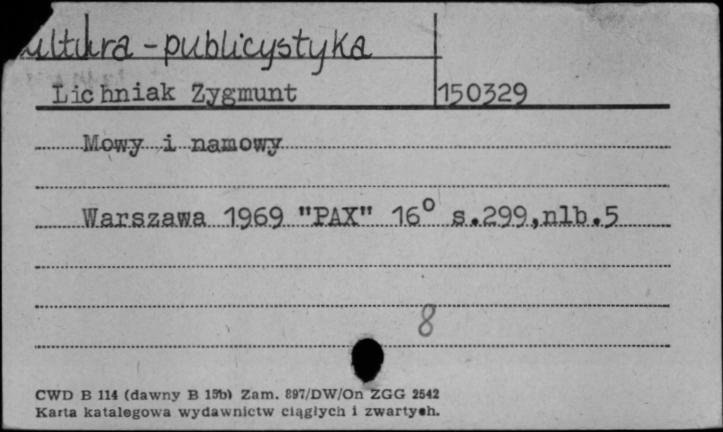 ultura - publicystyka
Lichniak Zygmunt 150329
Mowy i namowy
Warszawa 1969 "PAX" 16° s.299,nlb.5
8
CWD B 114 (dawny B 15b) Zam. 897/DW/On ZGG 2542
Karta katalogowa wydawnictw ciągłych i zwartych.